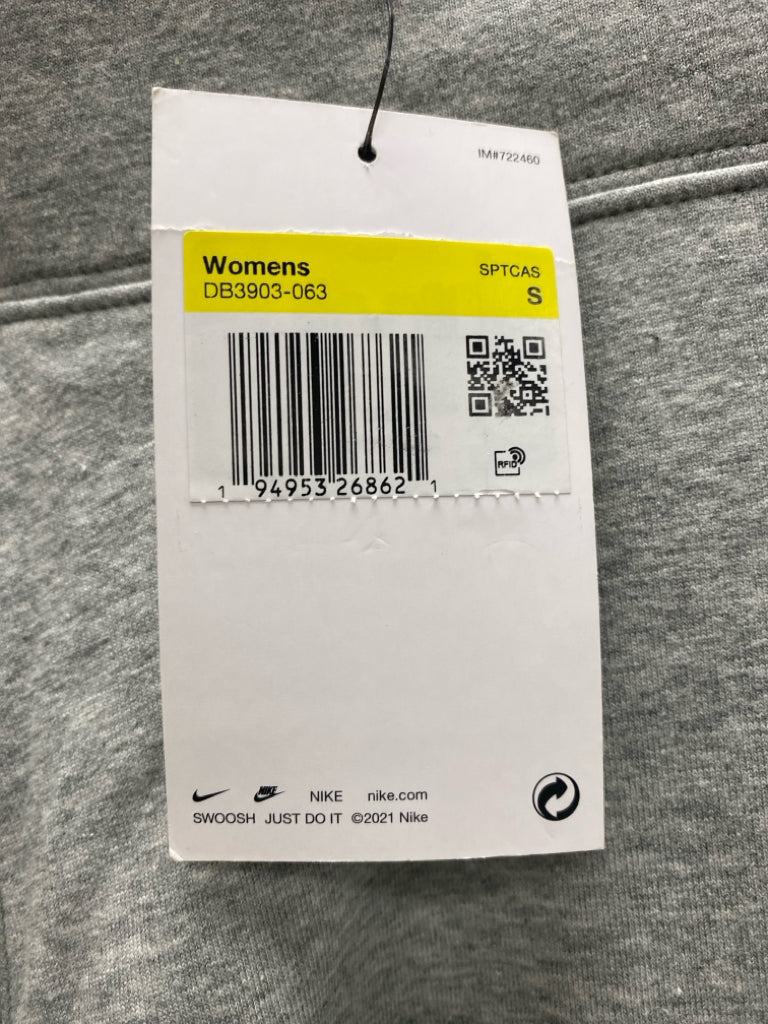 IM#722460
Womens SPTCAS
DB3903-063 S
RFID
1 94953 26862 1
NIKE NIKE nike.com
SWOOSH JUST DO IT ©2021 Nike